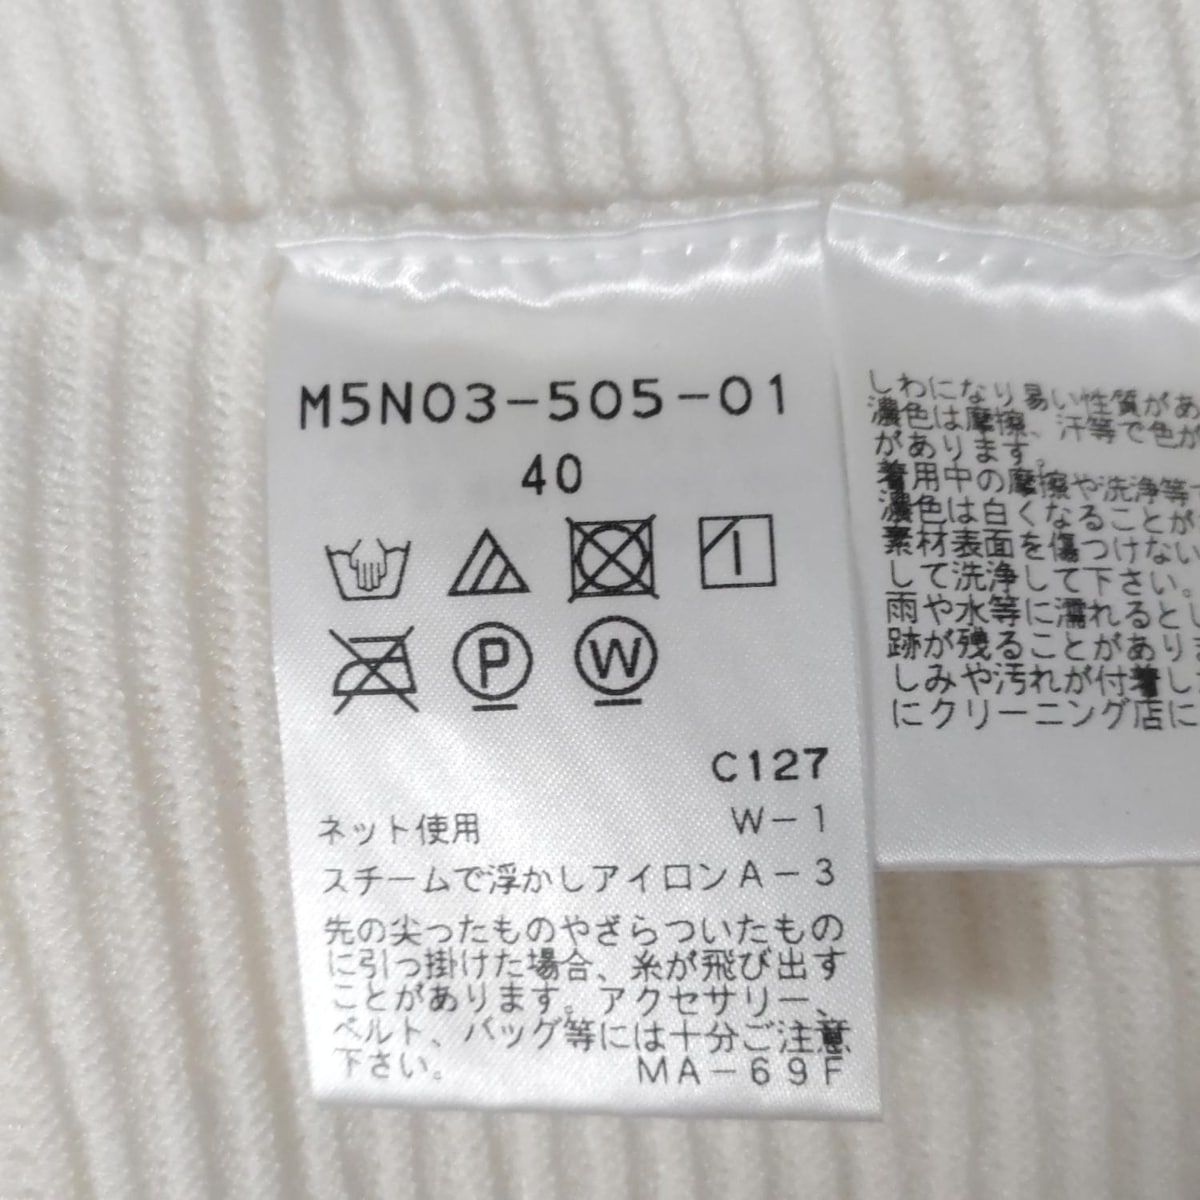 M5N03-505-01
40
P
W
C127
ネット使用 W-1
スチームで浮かしアイロンA-3
先の尖ったものやざらついたもの
に引っ掛けた場合、糸が飛び出す
ことがあります。アクセサリー、
ベルト、バッグ等には十分ご注意
下さい。 MA-69F
しわになり易い性質があ
濃色は摩擦、汗等で色が
があります。
着用中の摩擦や洗浄等
濃色は白くなることが
素材表面を傷つけない
して洗浄して下さい。
雨や水等に濡れるとし
跡が残ることがあり
しみや汚れが付着し
にクリーニング店に